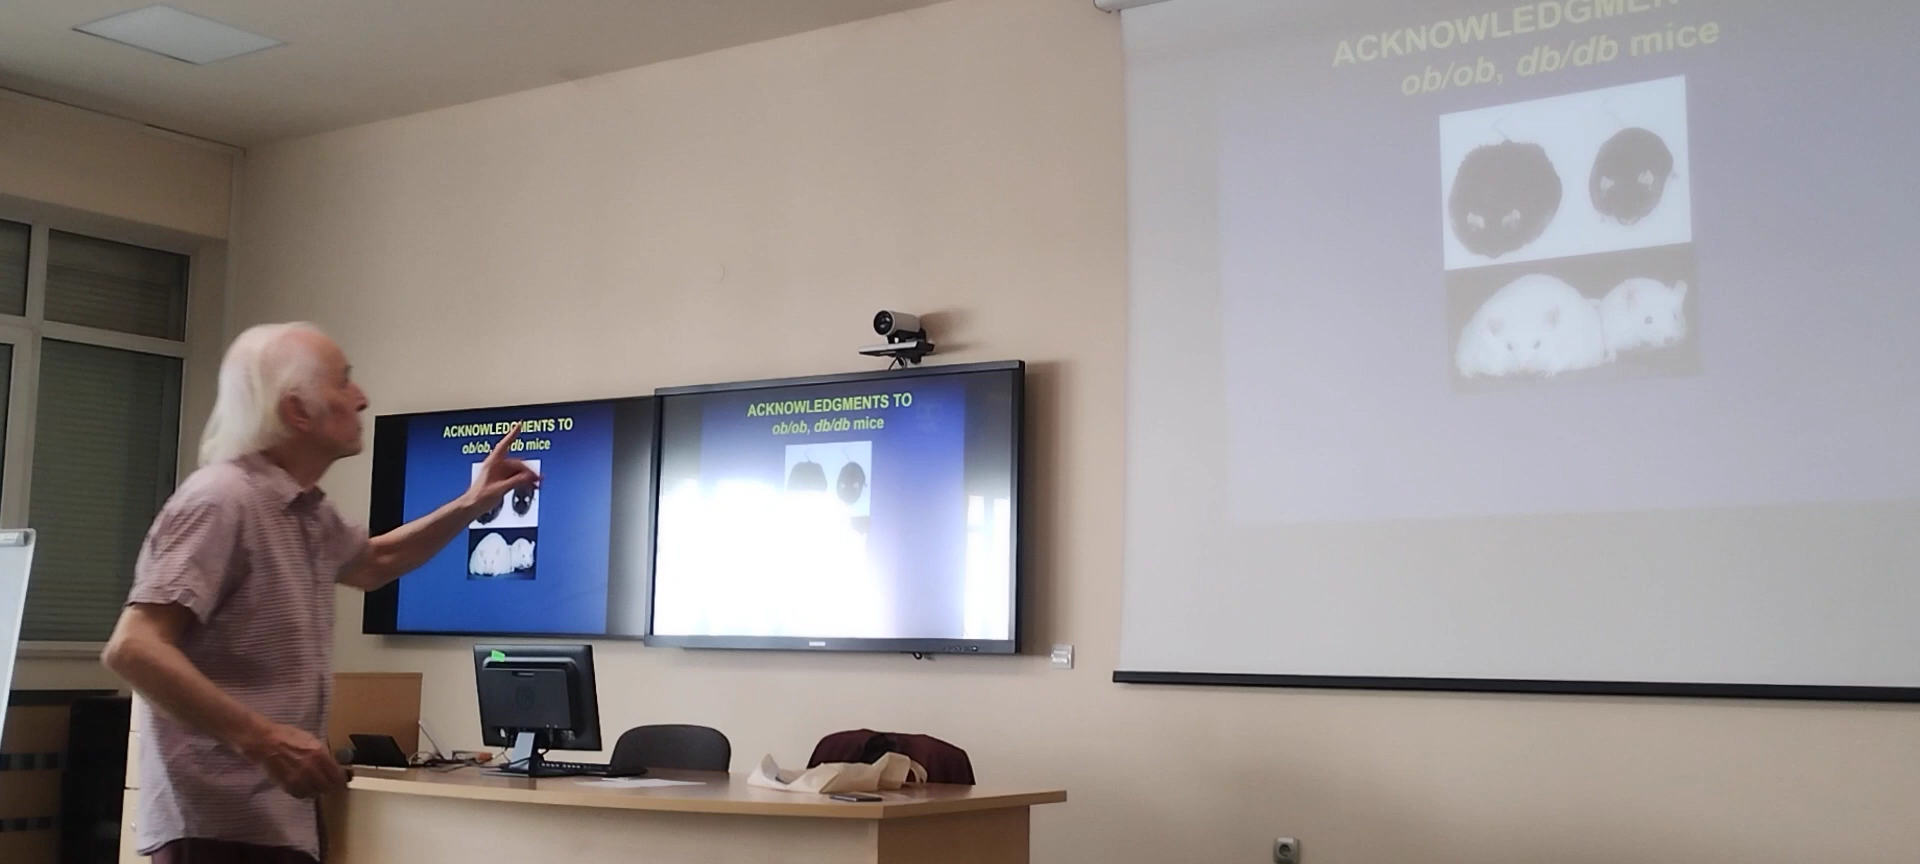 ACKNOWLEDGMENTS TO
ob/ob, db/db mice
ACKNOWLEDGMENTS TO
ob/ob, db/db mice
ACKNOWLEDGMEN
ob/ob, db/db mice